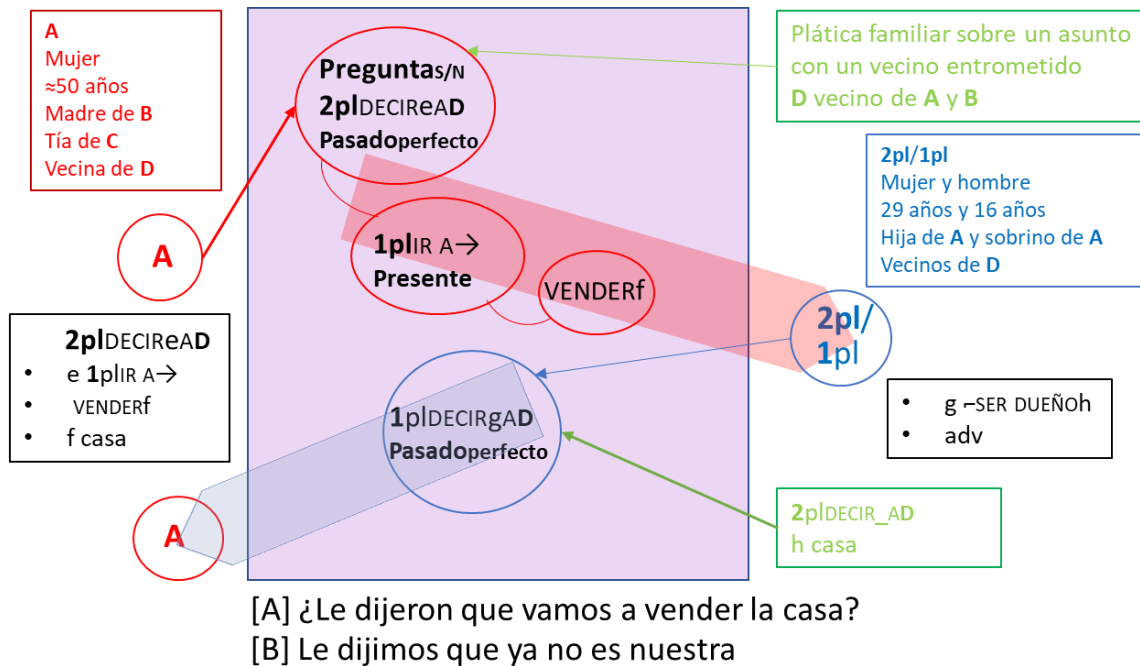 A
Mujer
≈50 años
Madre de B
Tía de C
Vecina de D
Preguntas/N
2plDECIReAD
Pasadoperfecto
Plática familiar sobre un asunto
con un vecino entrometido
D vecino de A y B
2pl/1pl
Mujer y hombre
29 años y 16 años
Hija de A y sobrino de A
Vecinos de D
A
1plIR A→
Presente
VENDERf
2pl/
1pl
2plDECIReAD
• e 1plIR A→
• VENDERf
• f casa
1plDECIRgAD
Pasadoperfecto
• g ⌐SER DUEÑOh
• adv
A
2plDECIR_AD
h casa
[A] ¿Le dijeron que vamos a vender la casa?
[B] Le dijimos que ya no es nuestra